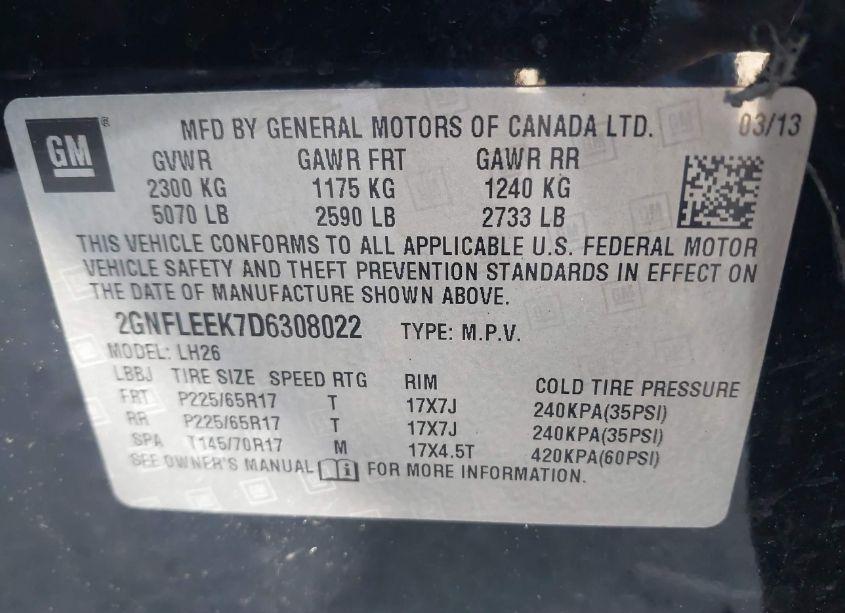 GM ® MFD BY GENERAL MOTORS OF CANADA LTD. 03/13
GVWR GAWR FRT GAWR RR
2300 KG 1175 KG 1240 KG
5070 LB 2590 LB 2733 LB
THIS VEHICLE CONFORMS TO ALL APPLICABLE U.S. FEDERAL MOTOR
VEHICLE SAFETY AND THEFT PREVENTION STANDARDS IN EFFECT ON
THE DATE OF MANUFACTURE SHOWN ABOVE.
2GNFLEEK7D6308022 TYPE: M.P.V.
MODEL: LH26
LBBJ TIRE SIZE SPEED RTG RIM COLD TIRE PRESSURE
FRT P225/65R17 T 17X7J 240KPA(35PSI)
RR P225/65R17 T 17X7J 240KPA(35PSI)
SPA T145/70R17 M 17X4.5T 420KPA(60PSI)
SEE OWNER'S MANUAL FOR MORE INFORMATION.